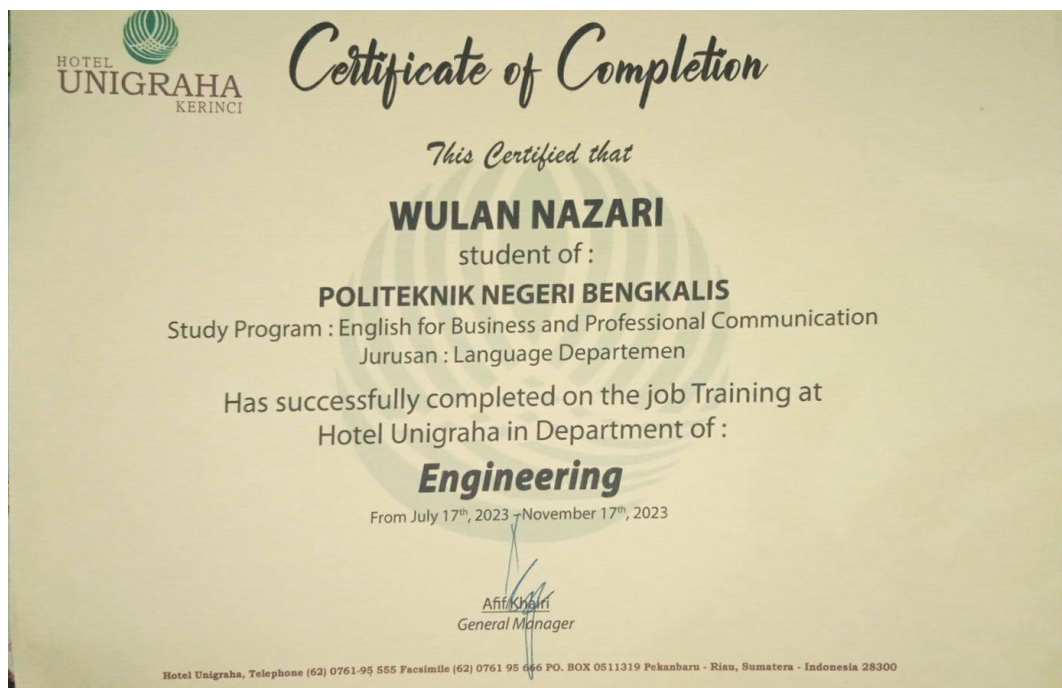 HOTEL
UNIGRAHA
KERINCI
Certificate of Completion
This Certified that
WULAN NAZARI
student of :
POLITEKNIK NEGERI BENGKALIS
Study Program : English for Business and Professional Communication
Jurusan : Language Departemen
Has successfully completed on the job Training at
Hotel Unigraha in Department of :
Engineering
From July 17th, 2023 - November 17th, 2023
Afif Khairi
General Manager
Hotel Unigraha, Telephone (62) 0761-95 555 Facsimile (62) 0761 95 666 PO. BOX 0511319 Pekanbaru - Riau, Sumatera - Indonesia 28300